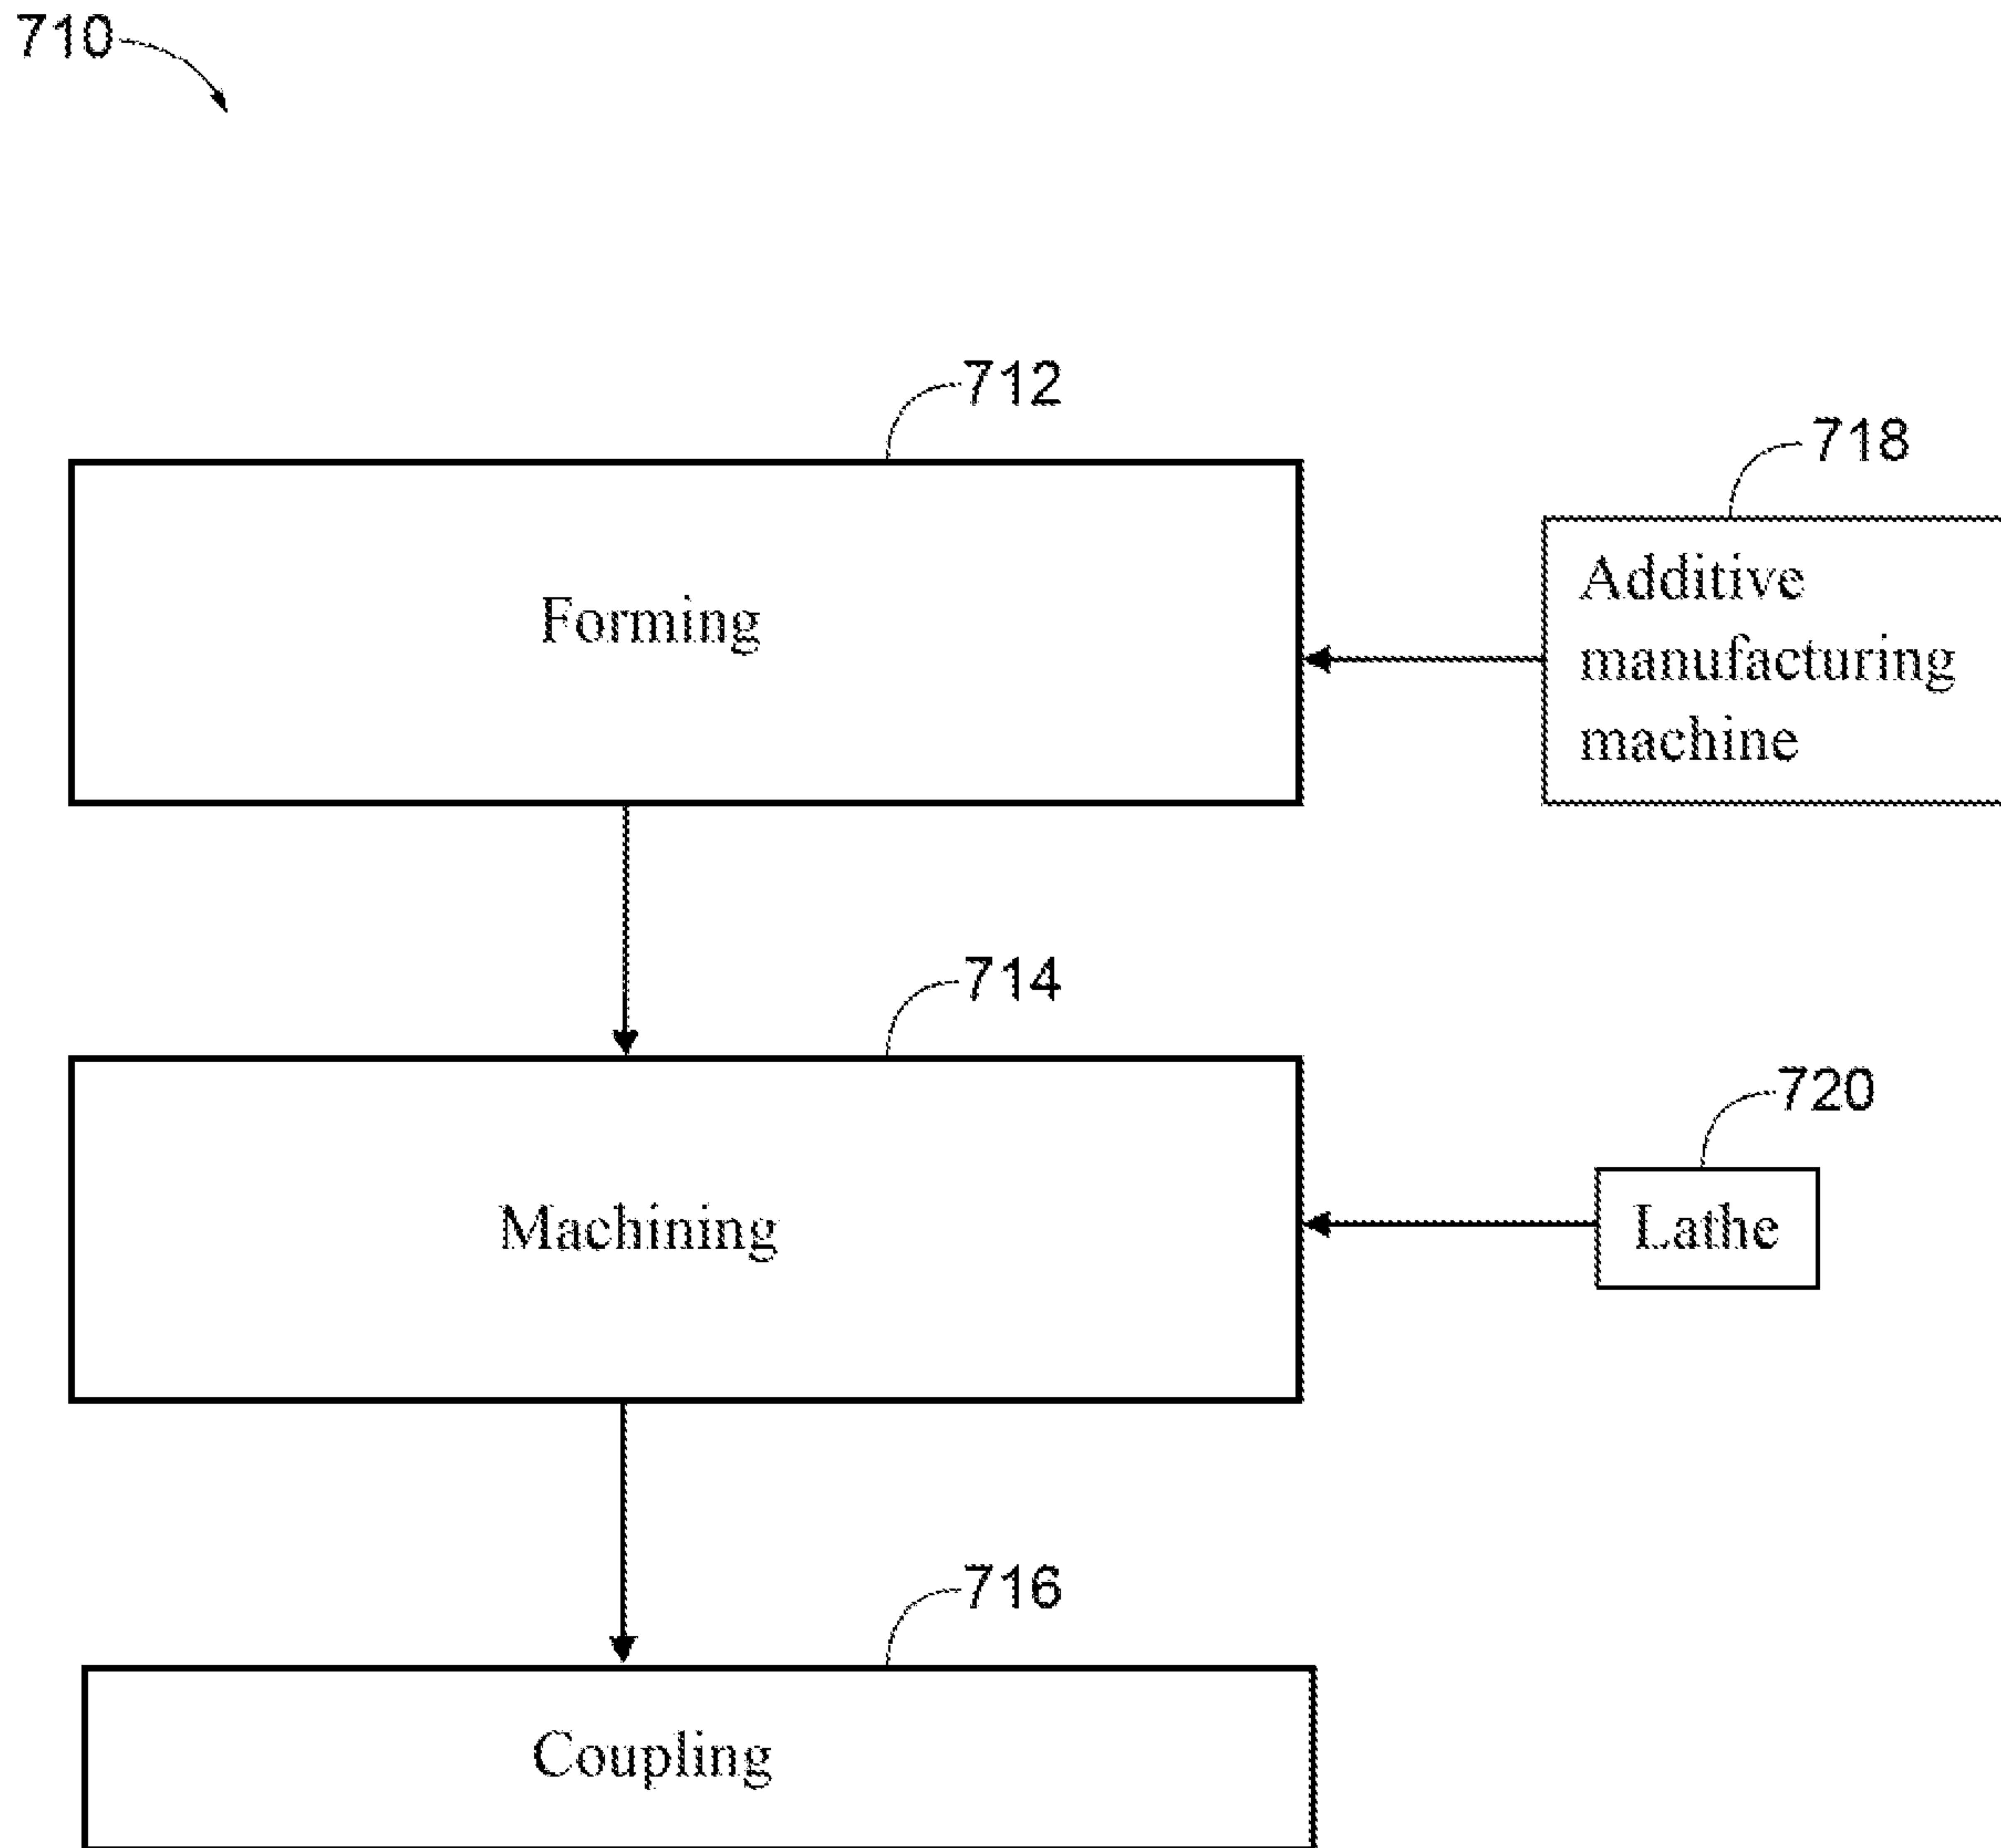 710
712
718
Forming
Additive
manufacturing
machine
714
720
Machining
Lathe
716
Coupling